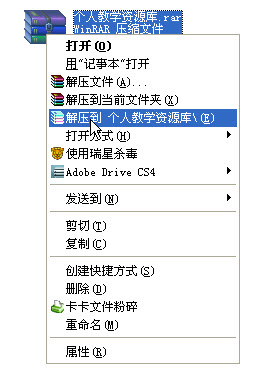 个人教学资源库.rar
WinRAR 压缩文件
打开(O)
用“记事本”打开
解压文件(A)...
解压到当前文件夹(X)
解压到 个人教学资源库\(E)
打开方式(H)
使用瑞星杀毒
Adobe Drive CS4
发送到(N)
剪切(T)
复制(C)
创建快捷方式(S)
删除(D)
卡卡文件粉碎
重命名(M)
属性(R)